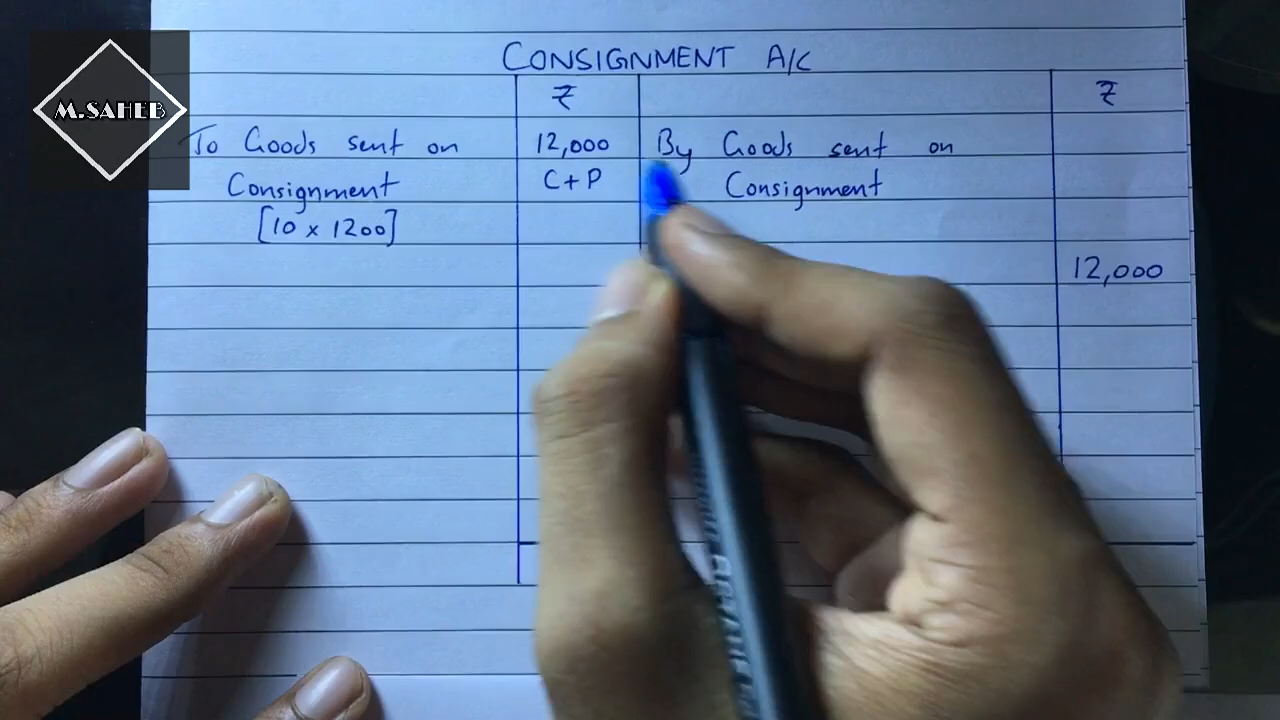 M.SAHEB
CONSIGNMENT A/C
₹ ₹
To Goods sent on 12,000 By Goods sent on
Consignment C+P Consignment
[10 x 1200]
12,000